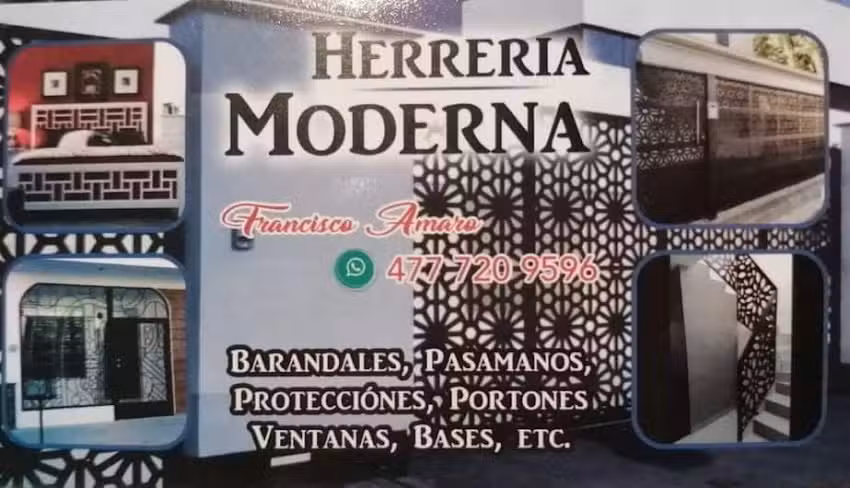 HERRERIA
MODERNA
Francisco Amaro
477 720 9596
BARANDALES, PASAMANOS,
PROTECCIÓNES, PORTONES
VENTANAS, BASES, ETC.